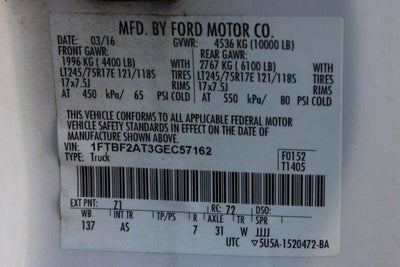 MFD. BY FORD MOTOR CO.
DATE: 03/16 GVWR: 4536 KG (10000 LB)
FRONT GAWR: REAR GAWR:
1996 KG ( 4400 LB) 2767 KG ( 6100 LB)
LT245/75R17E 121/118S TIRES LT245/75R17E 121/118S TIRES
17x7.5J RIMS 17x7.5J RIMS
AT 450 kPa/ 65 PSI COLD AT 550 kPa/ 80 PSI COLD
THIS VEHICLE CONFORMS TO ALL APPLICABLE FEDERAL
MOTOR VEHICLE SAFETY STANDARDS IN EFFECT ON THE DATE OF
MANUFACTURE SHOWN ABOVE.
VIN: 1FTBF2AT3GEC57162
TYPE: Truck
F0152
T1405
EXT PNT: Z1 RC: 72 DSO:
WB INT TR TP/PS R AXLE TR SPR
137 AS 7 31 W JJJJ
UTC ▽5U5A-1520472-BA